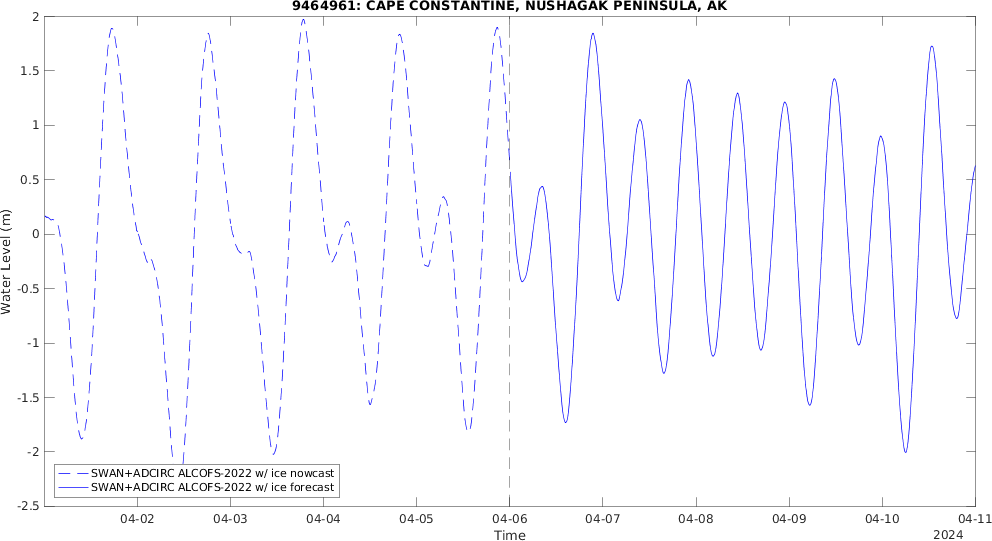 9464961: CAPE CONSTANTINE, NUSHAGAK PENINSULA, AK
2
1.5
1
0.5
0
-0.5
-1
-1.5
-2
-2.5
Water Level (m)
SWAN+ADCIRC ALCOFS-2022 w/ ice nowcast
SWAN+ADCIRC ALCOFS-2022 w/ ice forecast
04-02 04-03 04-04 04-05 04-06 04-07 04-08 04-09 04-10 04-11
Time
2024